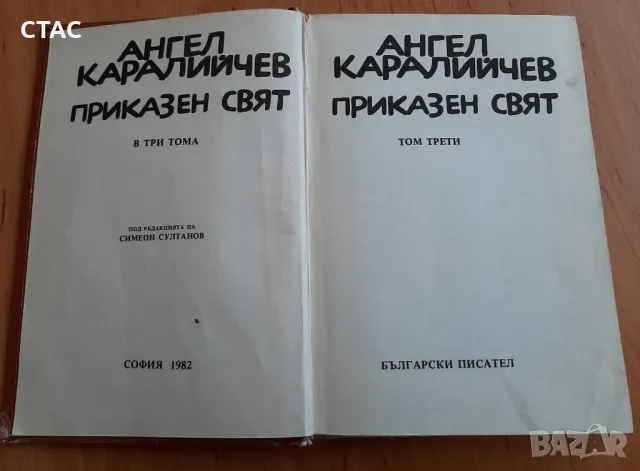 СТАС
АНГЕЛ
КАРАЛИЙЧЕВ
ПРИКАЗЕН СВЯТ
В ТРИ ТОМА
ПОД РЕДАКЦИЯТА НА
СИМЕОН СУЛТАНОВ
СОФИЯ 1982
АНГЕЛ
КАРАЛИЙЧЕВ
ПРИКАЗЕН СВЯТ
ТОМ ТРЕТИ
БЪЛГАРСКИ ПИСАТЕЛ
BAZAR